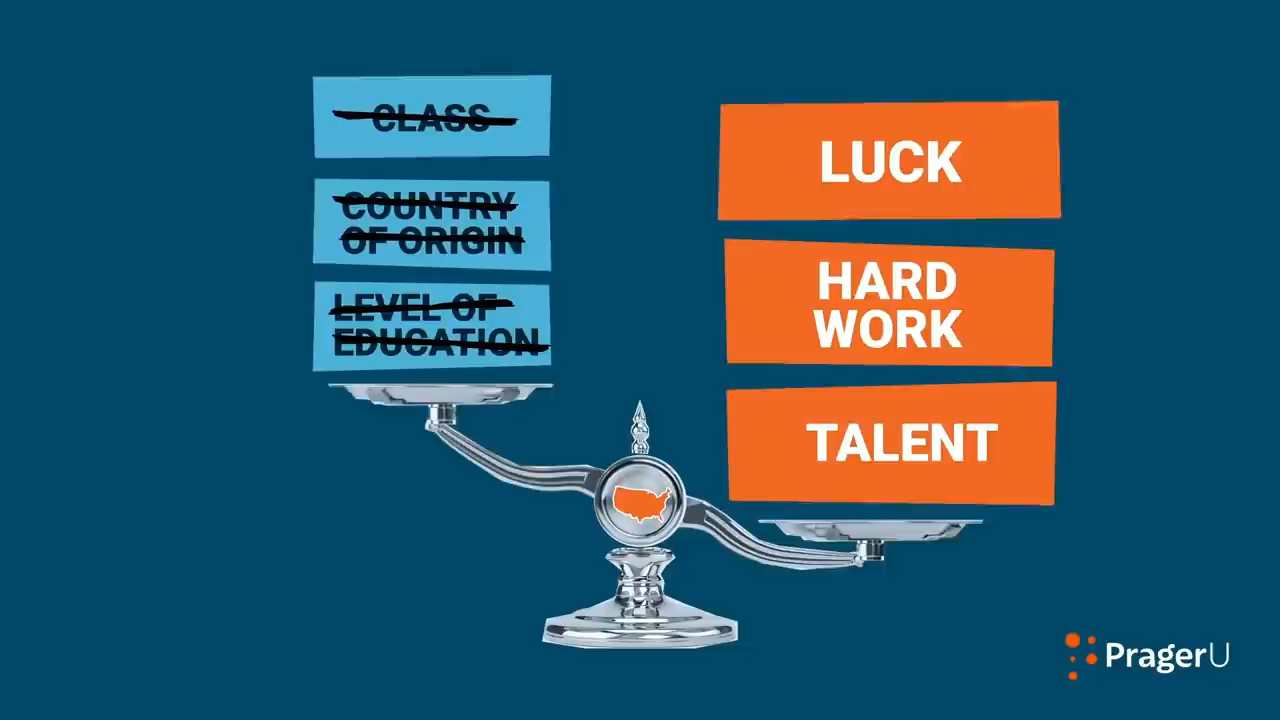 CLASS
COUNTRY
OF ORIGIN
LEVEL OF
EDUCATION
LUCK
HARD
WORK
TALENT
PragerU